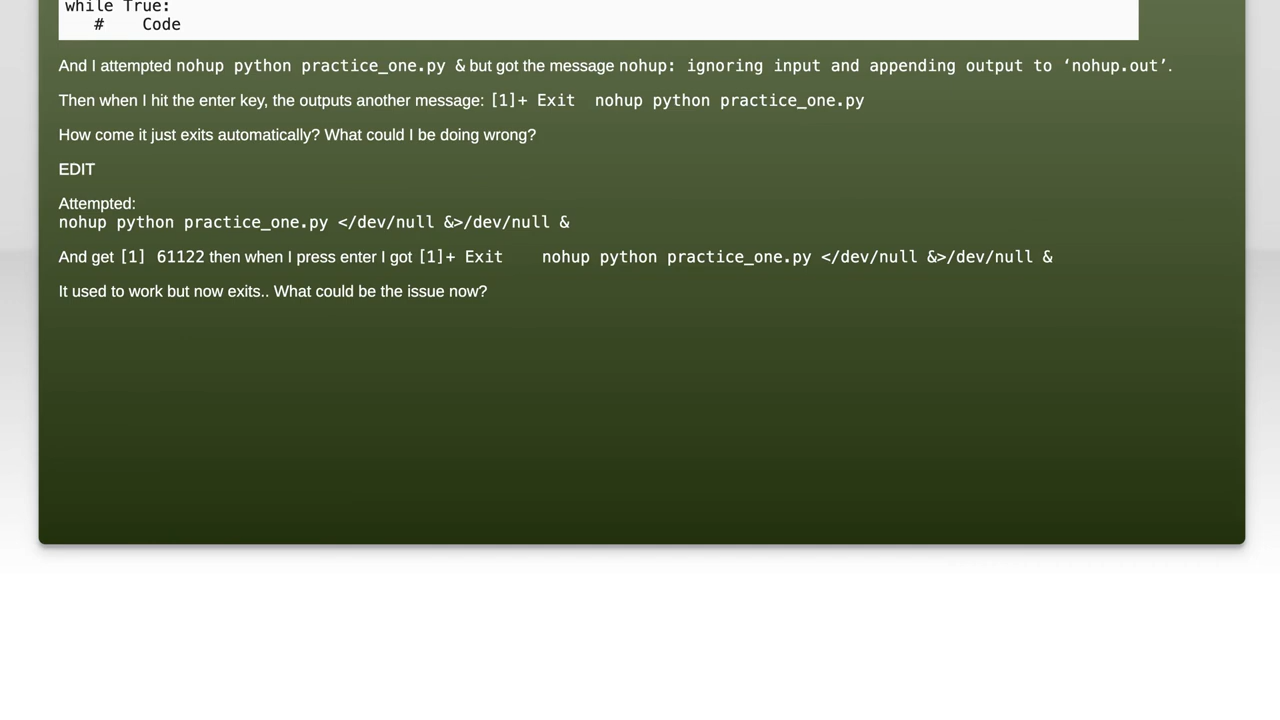 while True:
#    Code
And I attempted nohup python practice_one.py & but got the message nohup: ignoring input and appending output to ‘nohup.out’.
Then when I hit the enter key, the outputs another message: [1]+ Exit  nohup python practice_one.py
How come it just exits automatically? What could I be doing wrong?
EDIT
Attempted:
nohup python practice_one.py </dev/null &>/dev/null &
And get [1] 61122 then when I press enter I got [1]+ Exit    nohup python practice_one.py </dev/null &>/dev/null &
It used to work but now exits.. What could be the issue now?